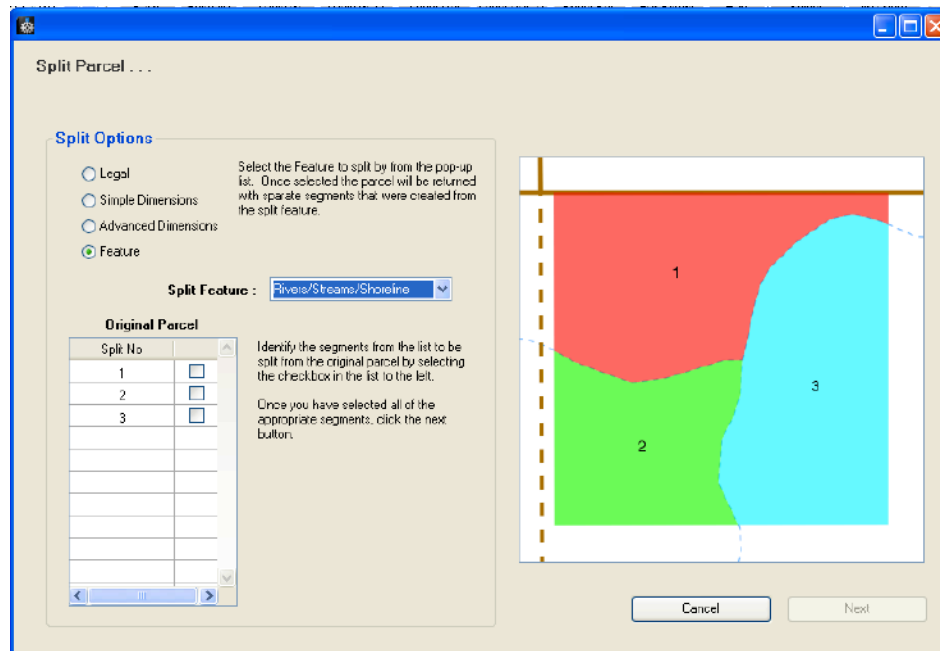 Split Parcel . . .
Split Options
Legal
Simple Dimensions
Advanced Dimensions
Feature
Select the Feature to split by from the pop-up
list. Once selected the parcel will be returned
with sparate segments that were created from
the split feature.
Split Feature : Rivers/Streams/Shoreline
Original Parcel
Split No
1
2
3
Identify the segments from the list to be
split from the original parcel by selecting
the checkbox in the list to the left.
Once you have selected all of the
appropriate segments, click the next
button.
1
3
2
Cancel
Next